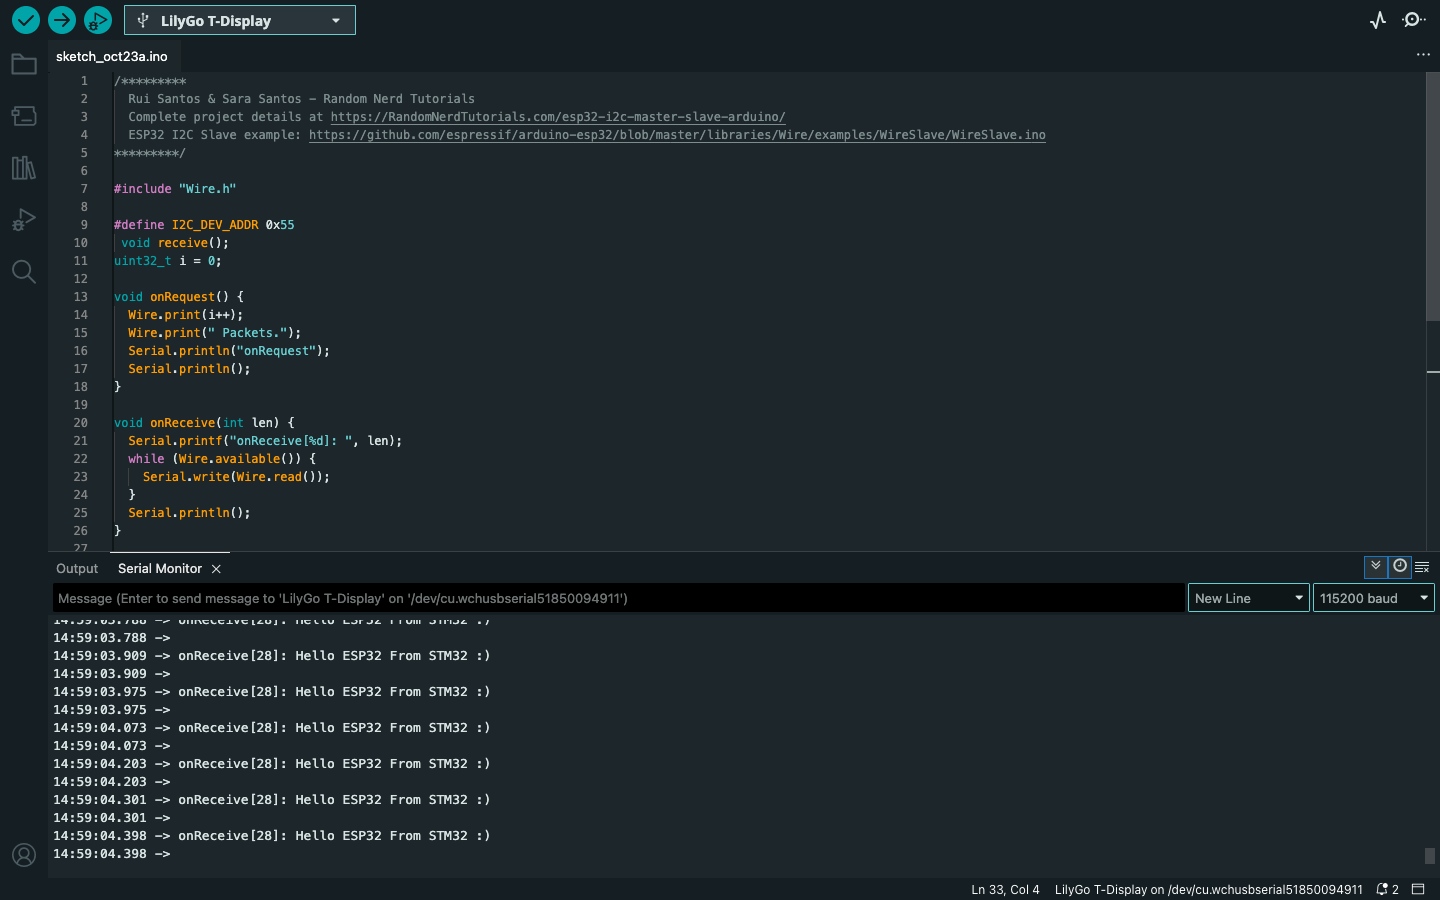 LilyGo T-Display
sketch_oct23a.ino
1 /*********
2 Rui Santos & Sara Santos - Random Nerd Tutorials
3 Complete project details at https://RandomNerdTutorials.com/esp32-i2c-master-slave-arduino/
4 ESP32 I2C Slave example: https://github.com/espressif/arduino-esp32/blob/master/libraries/Wire/examples/WireSlave/WireSlave.ino
5 *********/
6
7 #include "Wire.h"
8
9 #define I2C_DEV_ADDR 0x55
10 void receive();
11 uint32_t i = 0;
12
13 void onRequest() {
14 Wire.print(i++);
15 Wire.print(" Packets.");
16 Serial.println("onRequest");
17 Serial.println();
18 }
19
20 void onReceive(int len) {
21 Serial.printf("onReceive[%d]: ", len);
22 while (Wire.available()) {
23 Serial.write(Wire.read());
24 }
25 Serial.println();
26 }
27
Output Serial Monitor
Message (Enter to send message to 'LilyGo T-Display' on '/dev/cu.wchusbserial51850094911') New Line 115200 baud
14:59:03.788 -> onReceive[28]: Hello ESP32 From STM32 :)
14:59:03.788 ->
14:59:03.909 -> onReceive[28]: Hello ESP32 From STM32 :)
14:59:03.909 ->
14:59:03.975 -> onReceive[28]: Hello ESP32 From STM32 :)
14:59:03.975 ->
14:59:04.073 -> onReceive[28]: Hello ESP32 From STM32 :)
14:59:04.073 ->
14:59:04.203 -> onReceive[28]: Hello ESP32 From STM32 :)
14:59:04.203 ->
14:59:04.301 -> onReceive[28]: Hello ESP32 From STM32 :)
14:59:04.301 ->
14:59:04.398 -> onReceive[28]: Hello ESP32 From STM32 :)
14:59:04.398 ->
Ln 33, Col 4 LilyGo T-Display on /dev/cu.wchusbserial51850094911 2